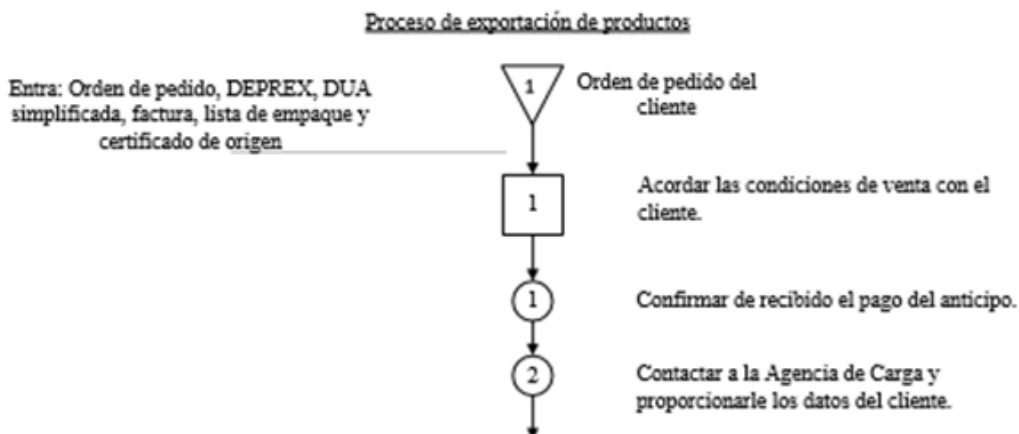 Proceso de exportación de productos
Entra: Orden de pedido, DEPREX, DUA
simplificada, factura, lista de empaque y
certificado de origen
1
Orden de pedido del
cliente
1
Acordar las condiciones de venta con el
cliente.
1
Confirmar de recibido el pago del anticipo.
2
Contactar a la Agencia de Carga y
proporcionarle los datos del cliente.